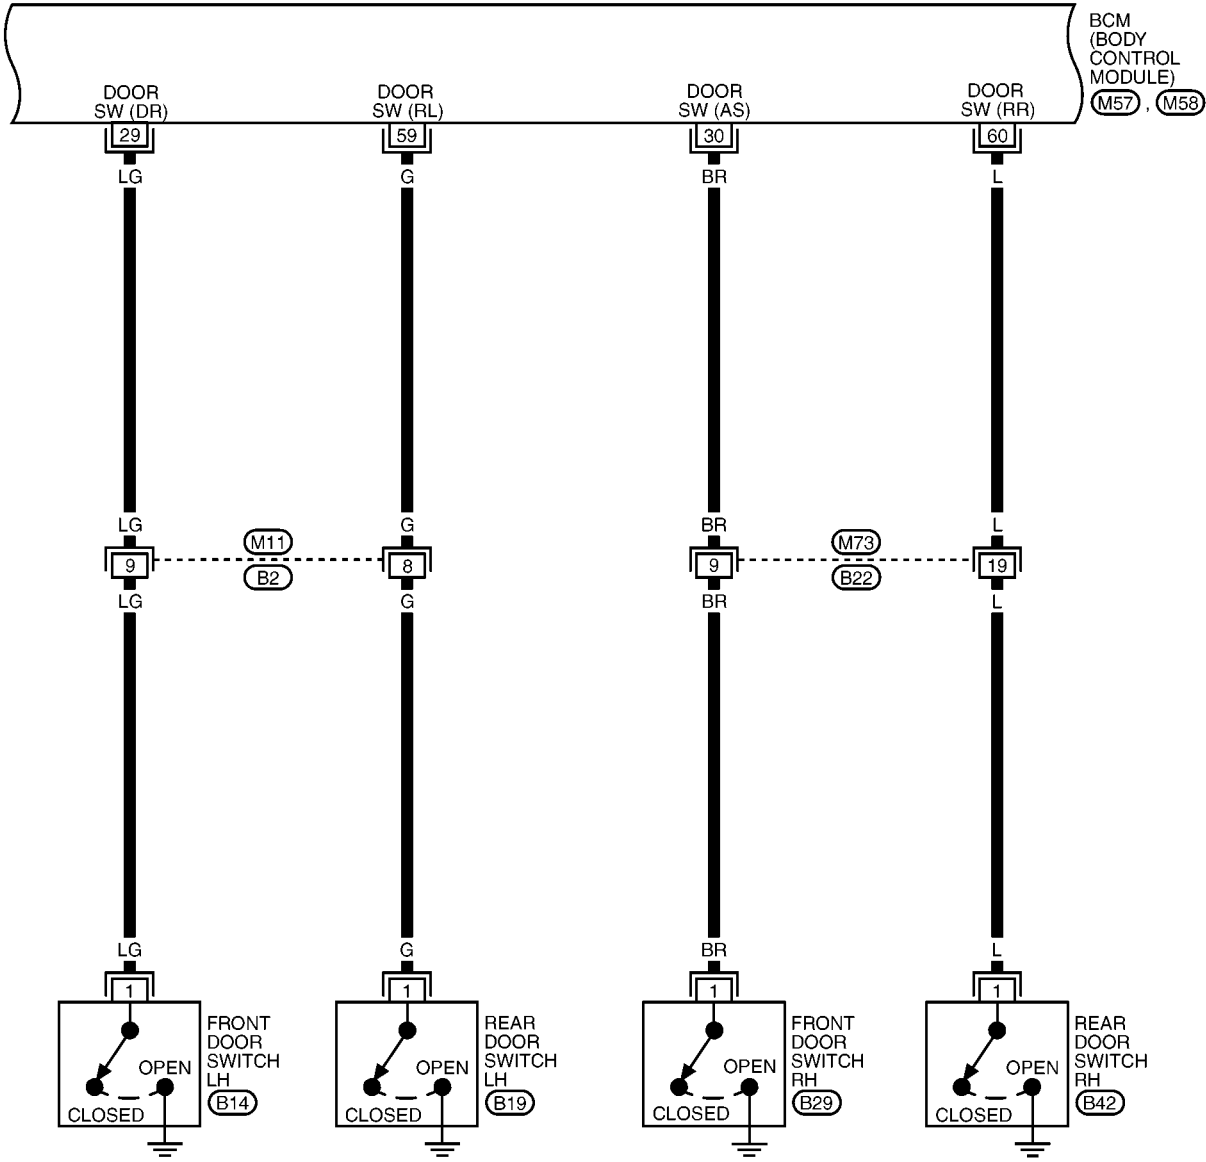 BCM
(BODY
CONTROL
MODULE)
M57 , M58
DOOR
SW (DR)
DOOR
SW (RL)
DOOR
SW (AS)
DOOR
SW (RR)
29
59
30
60
LG
G
BR
L
LG
G
BR
L
M11
M73
9
8
9
19
B2
B22
LG
G
BR
L
LG
G
BR
L
1
1
1
1
FRONT
DOOR
SWITCH
LH
B14
OPEN
CLOSED
REAR
DOOR
SWITCH
LH
B19
OPEN
CLOSED
FRONT
DOOR
SWITCH
RH
B29
OPEN
CLOSED
REAR
DOOR
SWITCH
RH
B42
OPEN
CLOSED